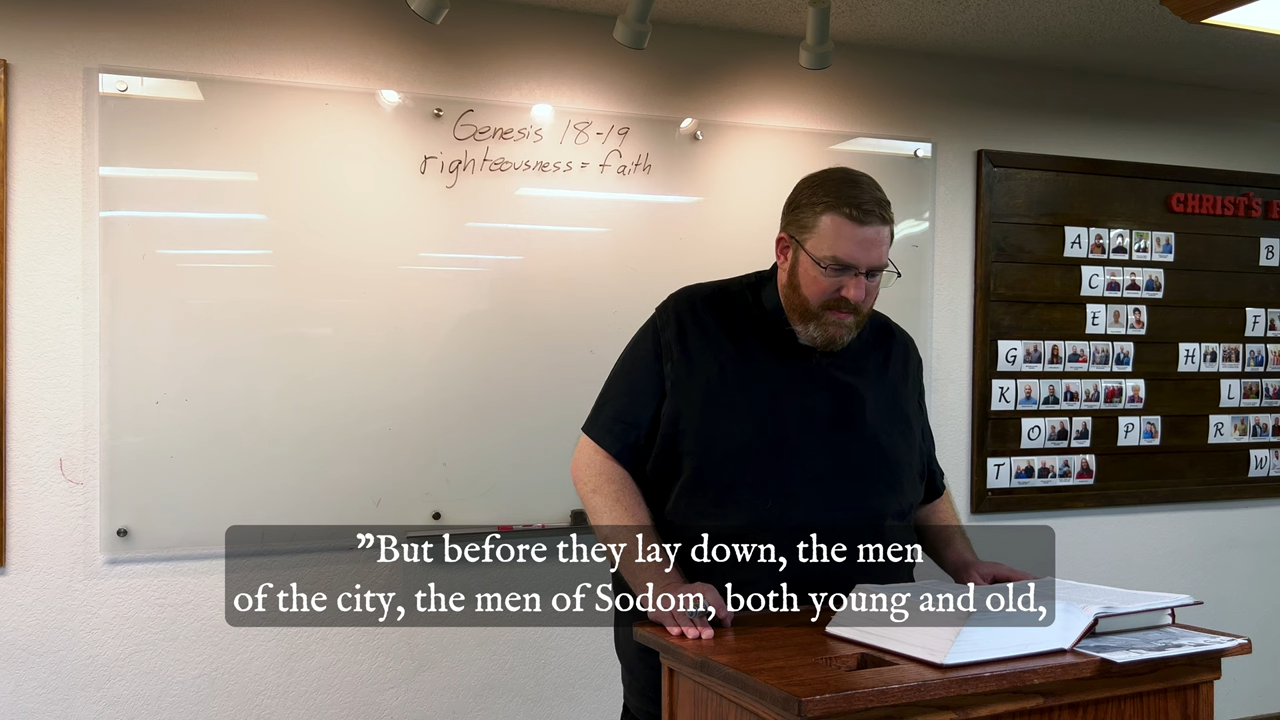 Genesis 18-19
righteousness = faith
CHRIST'S
A
B
C
E
F
G
H
K
L
O
P
R
T
W
"But before they lay down, the men
of the city, the men of Sodom, both young and old,